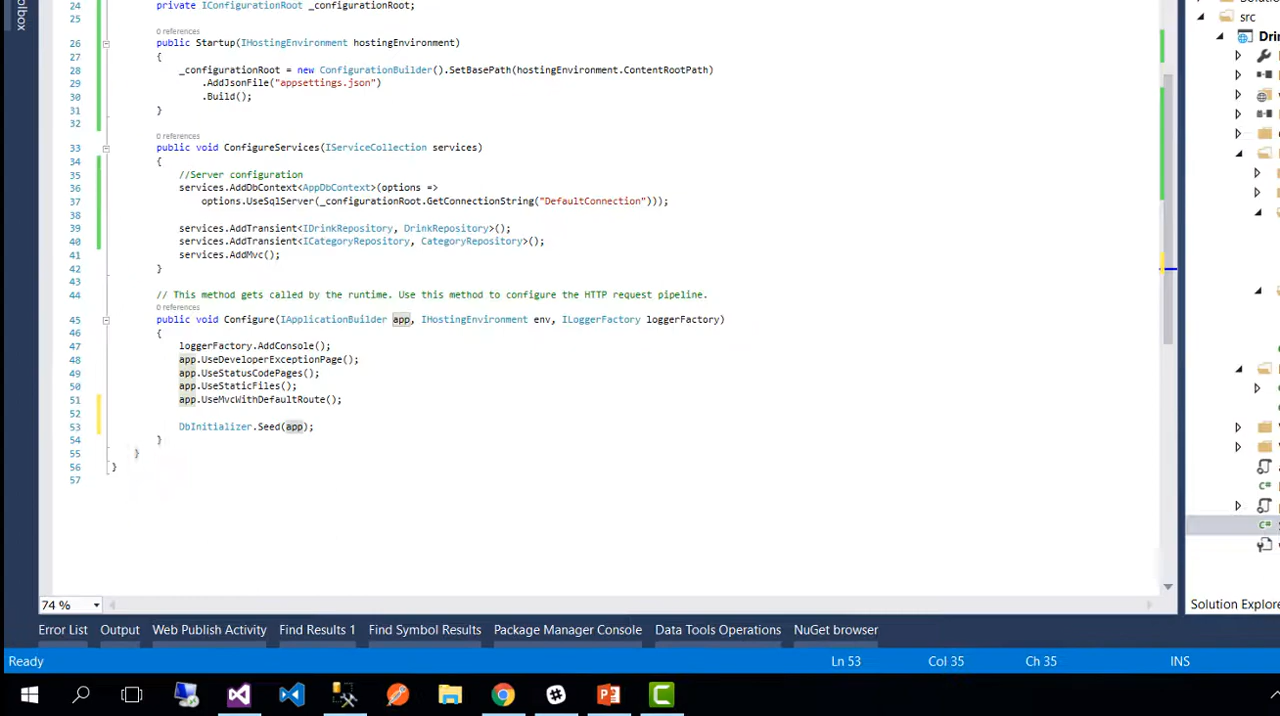 olbox
24 private IConfigurationRoot _configurationRoot;
25
0 references
26 public Startup(IHostingEnvironment hostingEnvironment)
27 {
28 _configurationRoot = new ConfigurationBuilder().SetBasePath(hostingEnvironment.ContentRootPath)
29 .AddJsonFile("appsettings.json")
30 .Build();
31 }
32
0 references
33 public void ConfigureServices(IServiceCollection services)
34 {
35 //Server configuration
36 services.AddDbContext<AppDbContext>(options =>
37 options.UseSqlServer(_configurationRoot.GetConnectionString("DefaultConnection")));
38
39 services.AddTransient<IDrinkRepository, DrinkRepository>();
40 services.AddTransient<ICategoryRepository, CategoryRepository>();
41 services.AddMvc();
42 }
43
44 // This method gets called by the runtime. Use this method to configure the HTTP request pipeline.
0 references
45 public void Configure(IApplicationBuilder app, IHostingEnvironment env, ILoggerFactory loggerFactory)
46 {
47 loggerFactory.AddConsole();
48 app.UseDeveloperExceptionPage();
49 app.UseStatusCodePages();
50 app.UseStaticFiles();
51 app.UseMvcWithDefaultRoute();
52
53 DbInitializer.Seed(app);
54 }
55 }
56 }
57
src
Dri
74 %
Solution Explore
Error List Output Web Publish Activity Find Results 1 Find Symbol Results Package Manager Console Data Tools Operations NuGet browser
Ready Ln 53 Col 35 Ch 35 INS